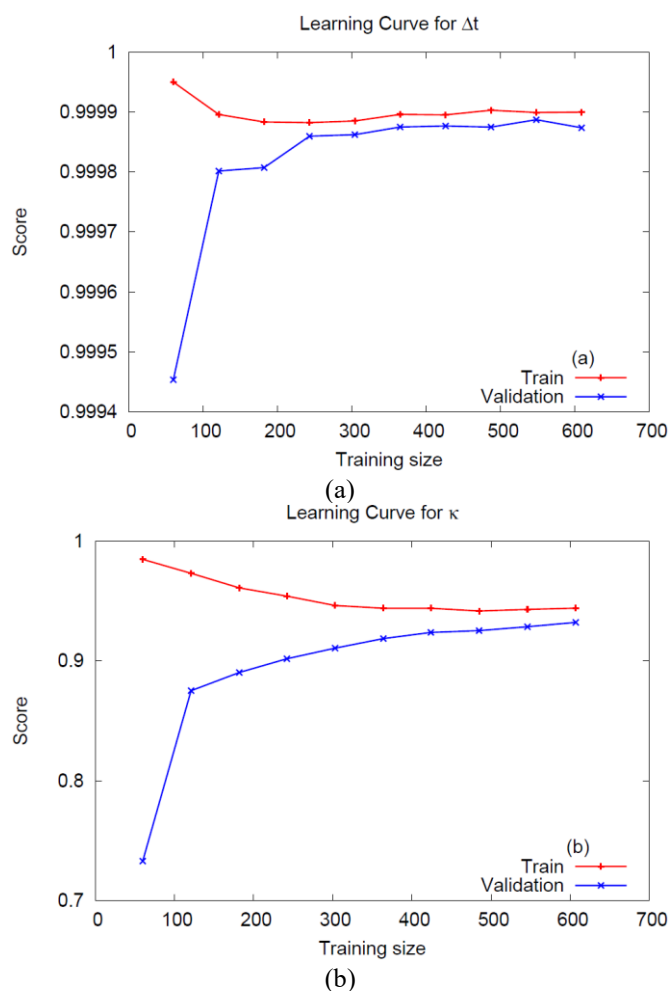 Learning Curve for Δt
1
0.9999
0.9998
0.9997
0.9996
0.9995
0.9994
Score
(a)
Train
Validation
0 100 200 300 400 500 600 700
Training size
(a)
Learning Curve for κ
1
0.9
0.8
0.7
Score
(b)
Train
Validation
0 100 200 300 400 500 600 700
Training size
(b)